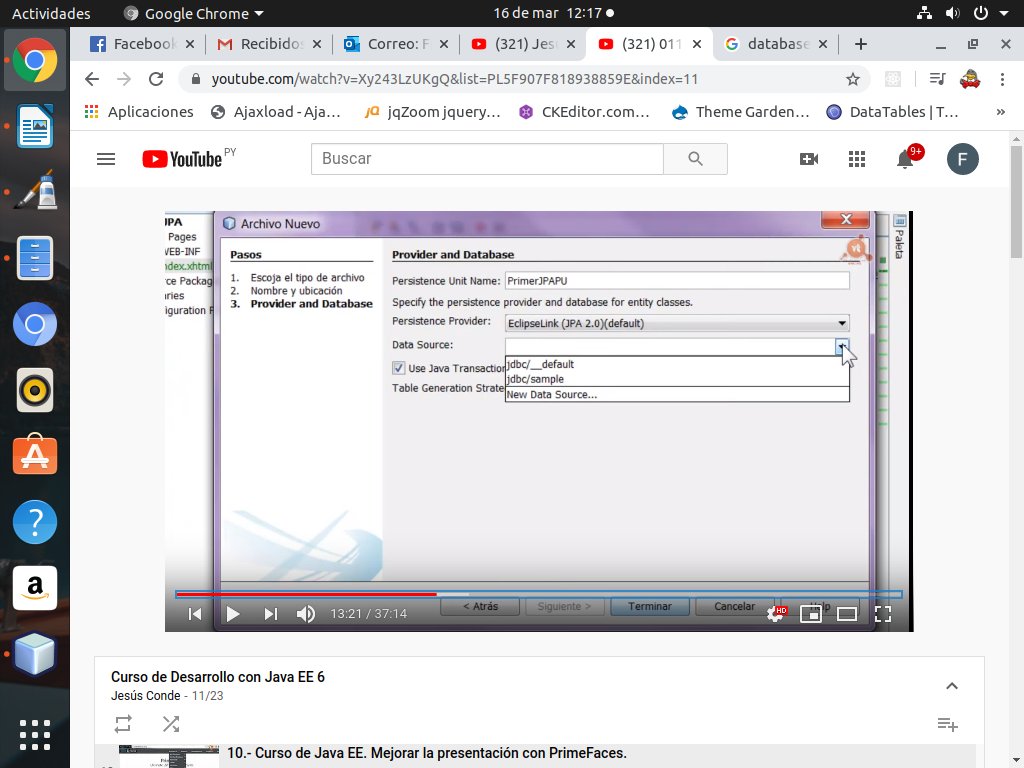 Actividades Google Chrome 16 de mar 12:17
Facebook Recibidos Correo: F (321) Jes (321) 011 database
youtube.com/watch?v=Xy243LzUKgQ&list=PL5F907F818938859E&index=11
Aplicaciones Ajaxload - Aja... jQ jqZoom jquery... CKEditor.com... Theme Garden... DataTables | T... »
YouTube PY Buscar 9+ F
JPA Archivo Nuevo
Pages
WEB-INF Pasos Provider and Database vt
index.xhtml 1. Escoja el tipo de archivo Persistence Unit Name: PrimerJPAPU Paleta
rce Packag 2. Nombre y ubicación
aries 3. Provider and Database Specify the persistence provider and database for entity classes.
figuration F Persistence Provider: EclipseLink (JPA 2.0)(default)
Data Source:
jdbc/__default
Use Java Transaction
jdbc/sample
Table Generation Strate
New Data Source...
< Atrás Siguiente > Terminar Cancelar Help
13:21 / 37:14 HD
Curso de Desarrollo con Java EE 6
Jesús Conde - 11/23
10.- Curso de Java EE. Mejorar la presentación con PrimeFaces.